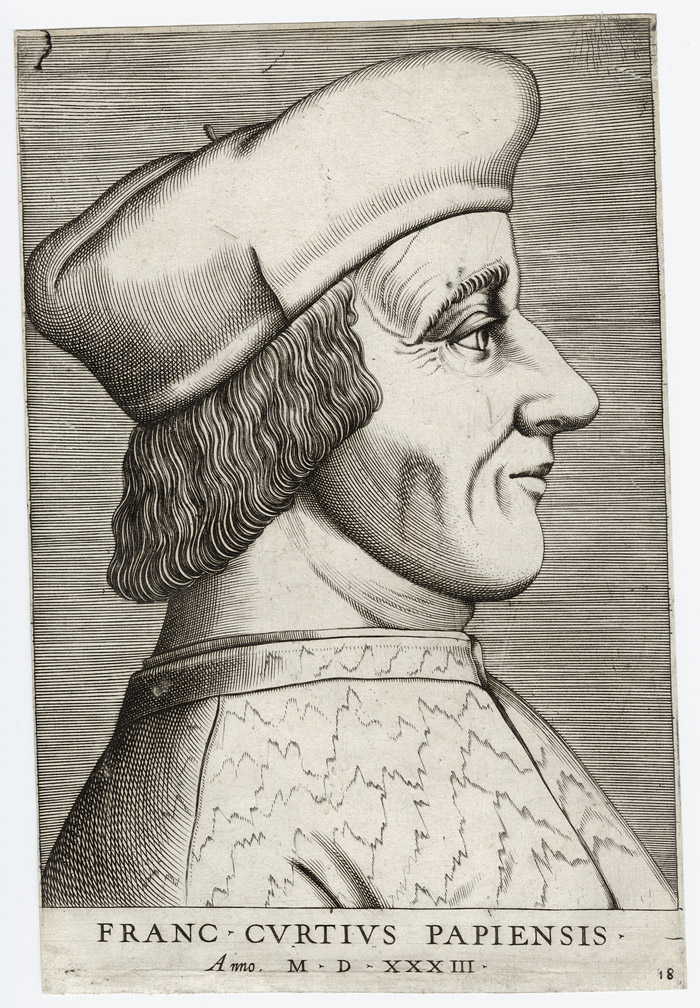 FRANC · CVRTIVS PAPIENSIS ·
Anno. M · D · XXXIII ·
18